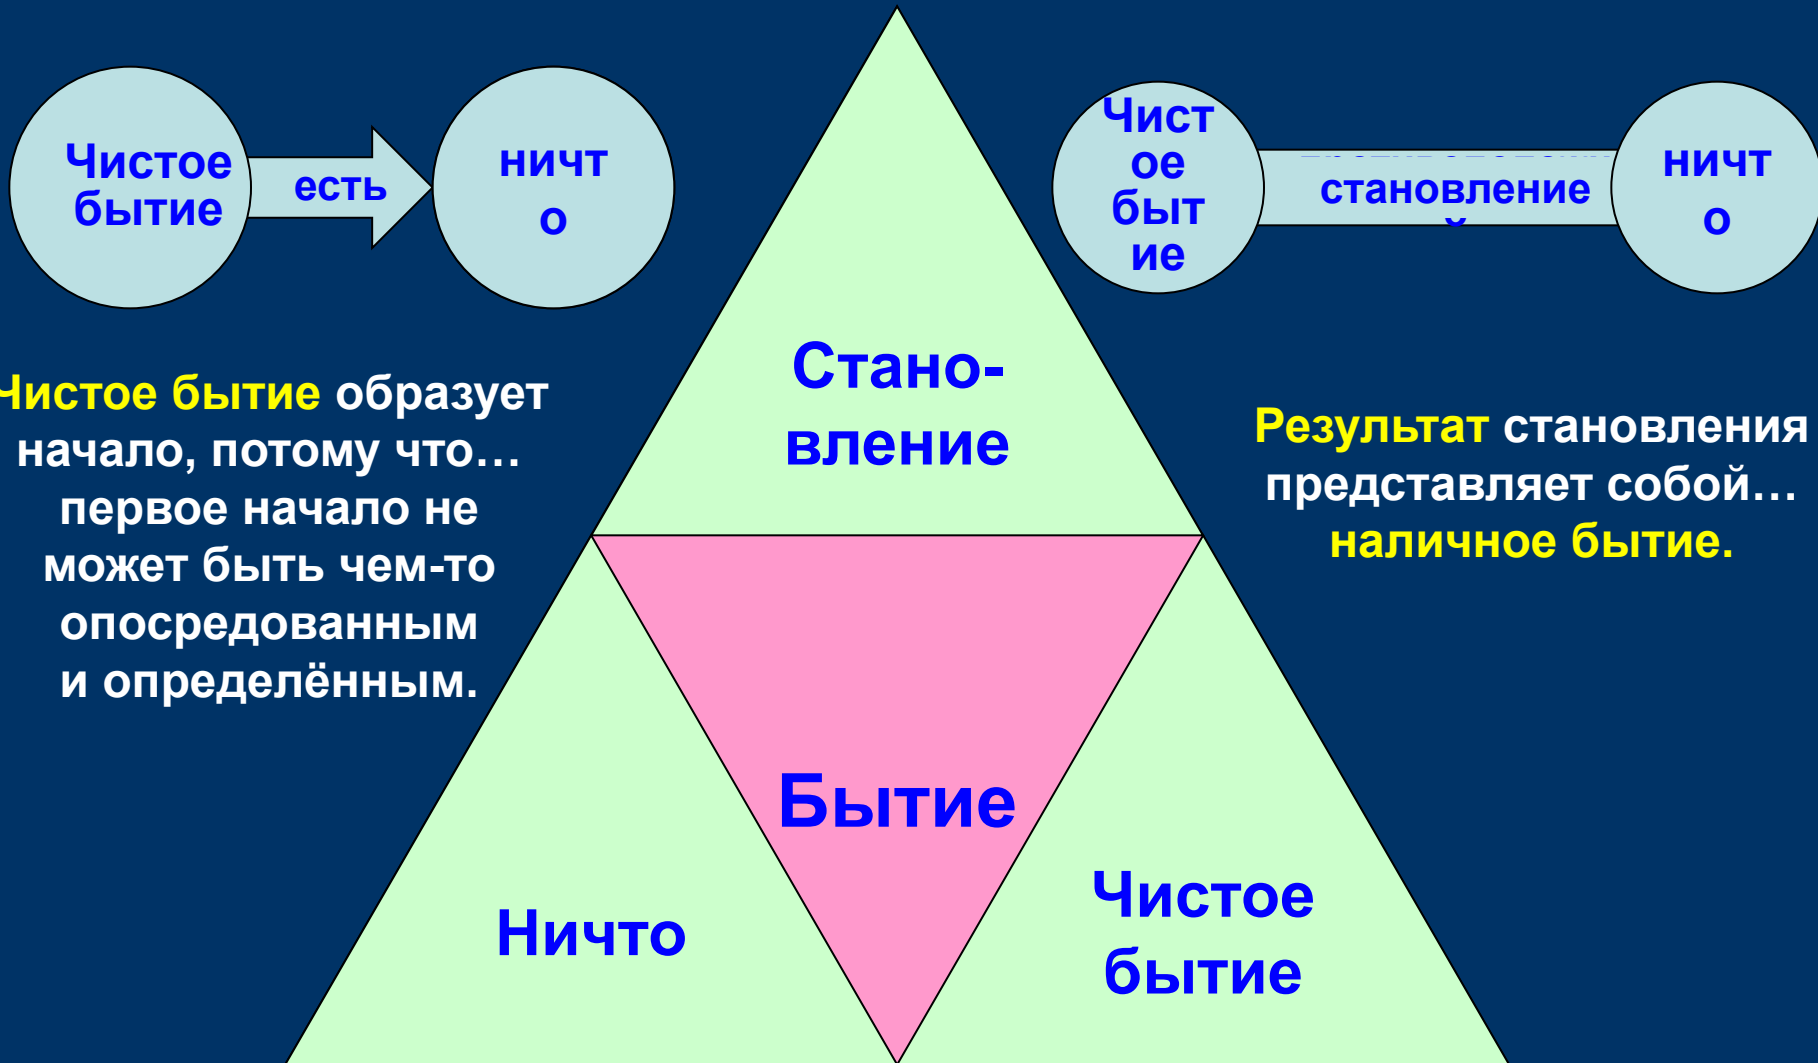 Чистое
бытие
есть
ничт
о
Чист
ое
быт
ие
становление
ничт
о
Чистое бытие образует
начало, потому что…
первое начало не
может быть чем-то
опосредованным
и определённым.
Стано-
вление
Результат становления
представляет собой…
наличное бытие.
Бытие
Ничто
Чистое
бытие